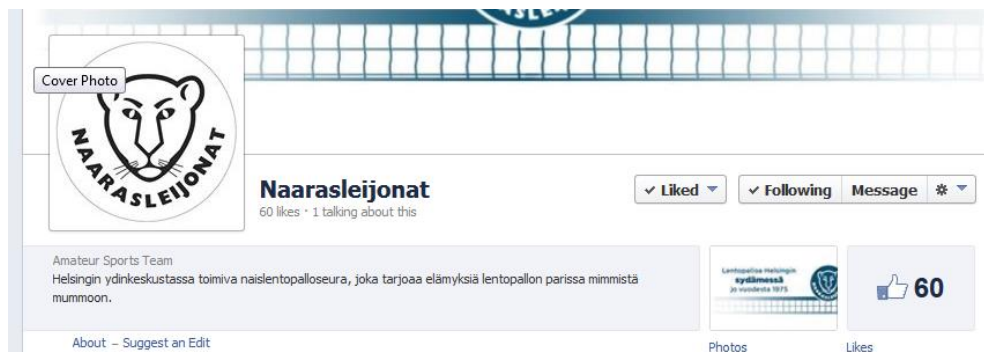 SLEI
Cover Photo
NAARASLEIJONAT
Naarasleijonat
60 likes · 1 talking about this
Liked
Following
Message
Amateur Sports Team
Helsingin ydinkeskustassa toimiva naislentopalloseura, joka tarjoaa elämyksiä lentopallon parissa mimmistä
mummoon.
Lentopalloa Helsingin
sydämessä
jo vuodesta 1975
60
About – Suggest an Edit
Photos
Likes